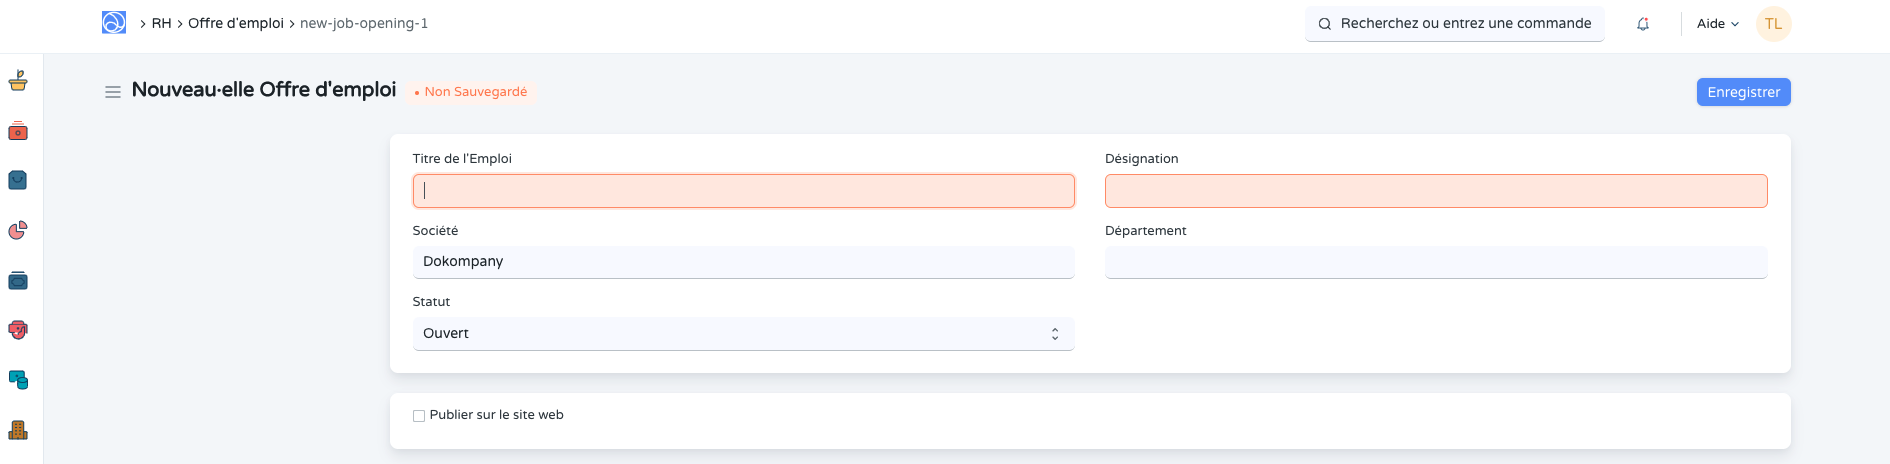 RH > Offre d'emploi > new-job-opening-1
Recherchez ou entrez une commande
Aide
TL
Nouveau·elle Offre d'emploi
• Non Sauvegardé
Enregistrer
Titre de l'Emploi
Désignation
Société
Département
Dokompany
Statut
Ouvert
Publier sur le site web